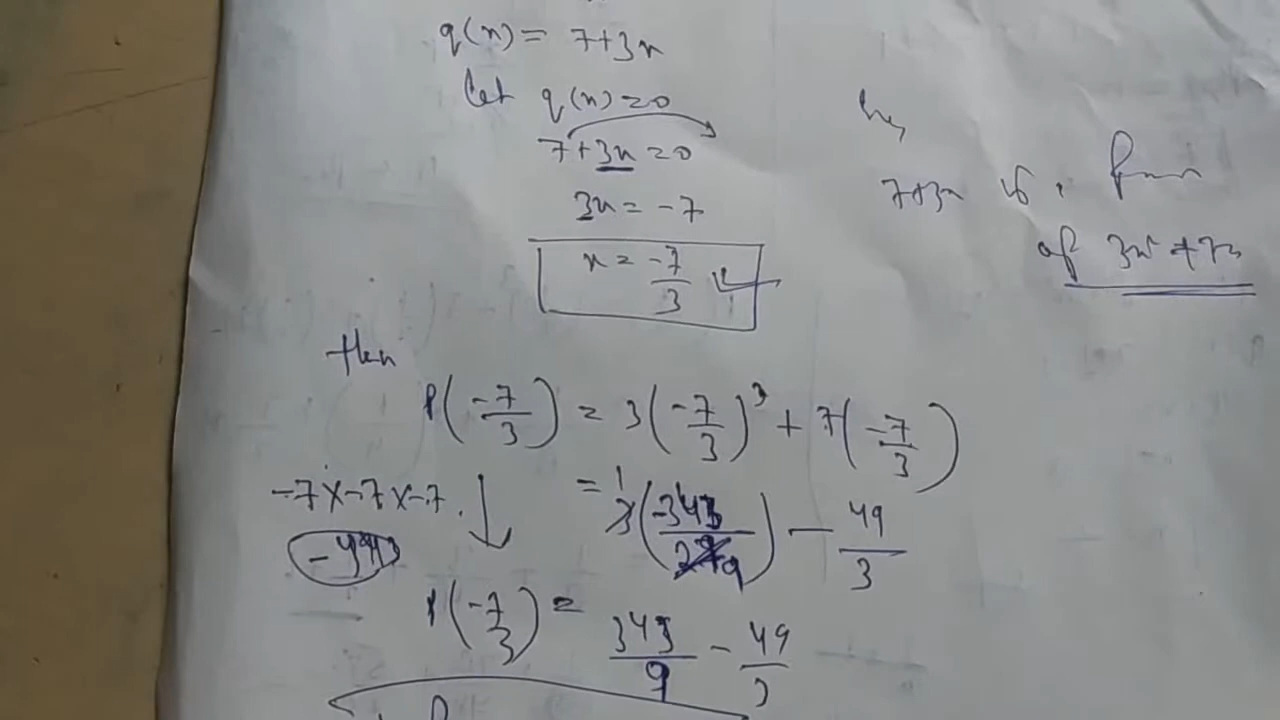 q(x) = 7+3x
Let q(x) = 0
7+3x = 0
3x = -7
x = -7/3
7+3x
of 3x³ + 7x
then
P(-7/3) = 3(-7/3)³ + 7(-7/3)
-7×-7×-7
= 3(-343/27) - 49/3
1
9
P(-7/3) = 343/9 - 49/3